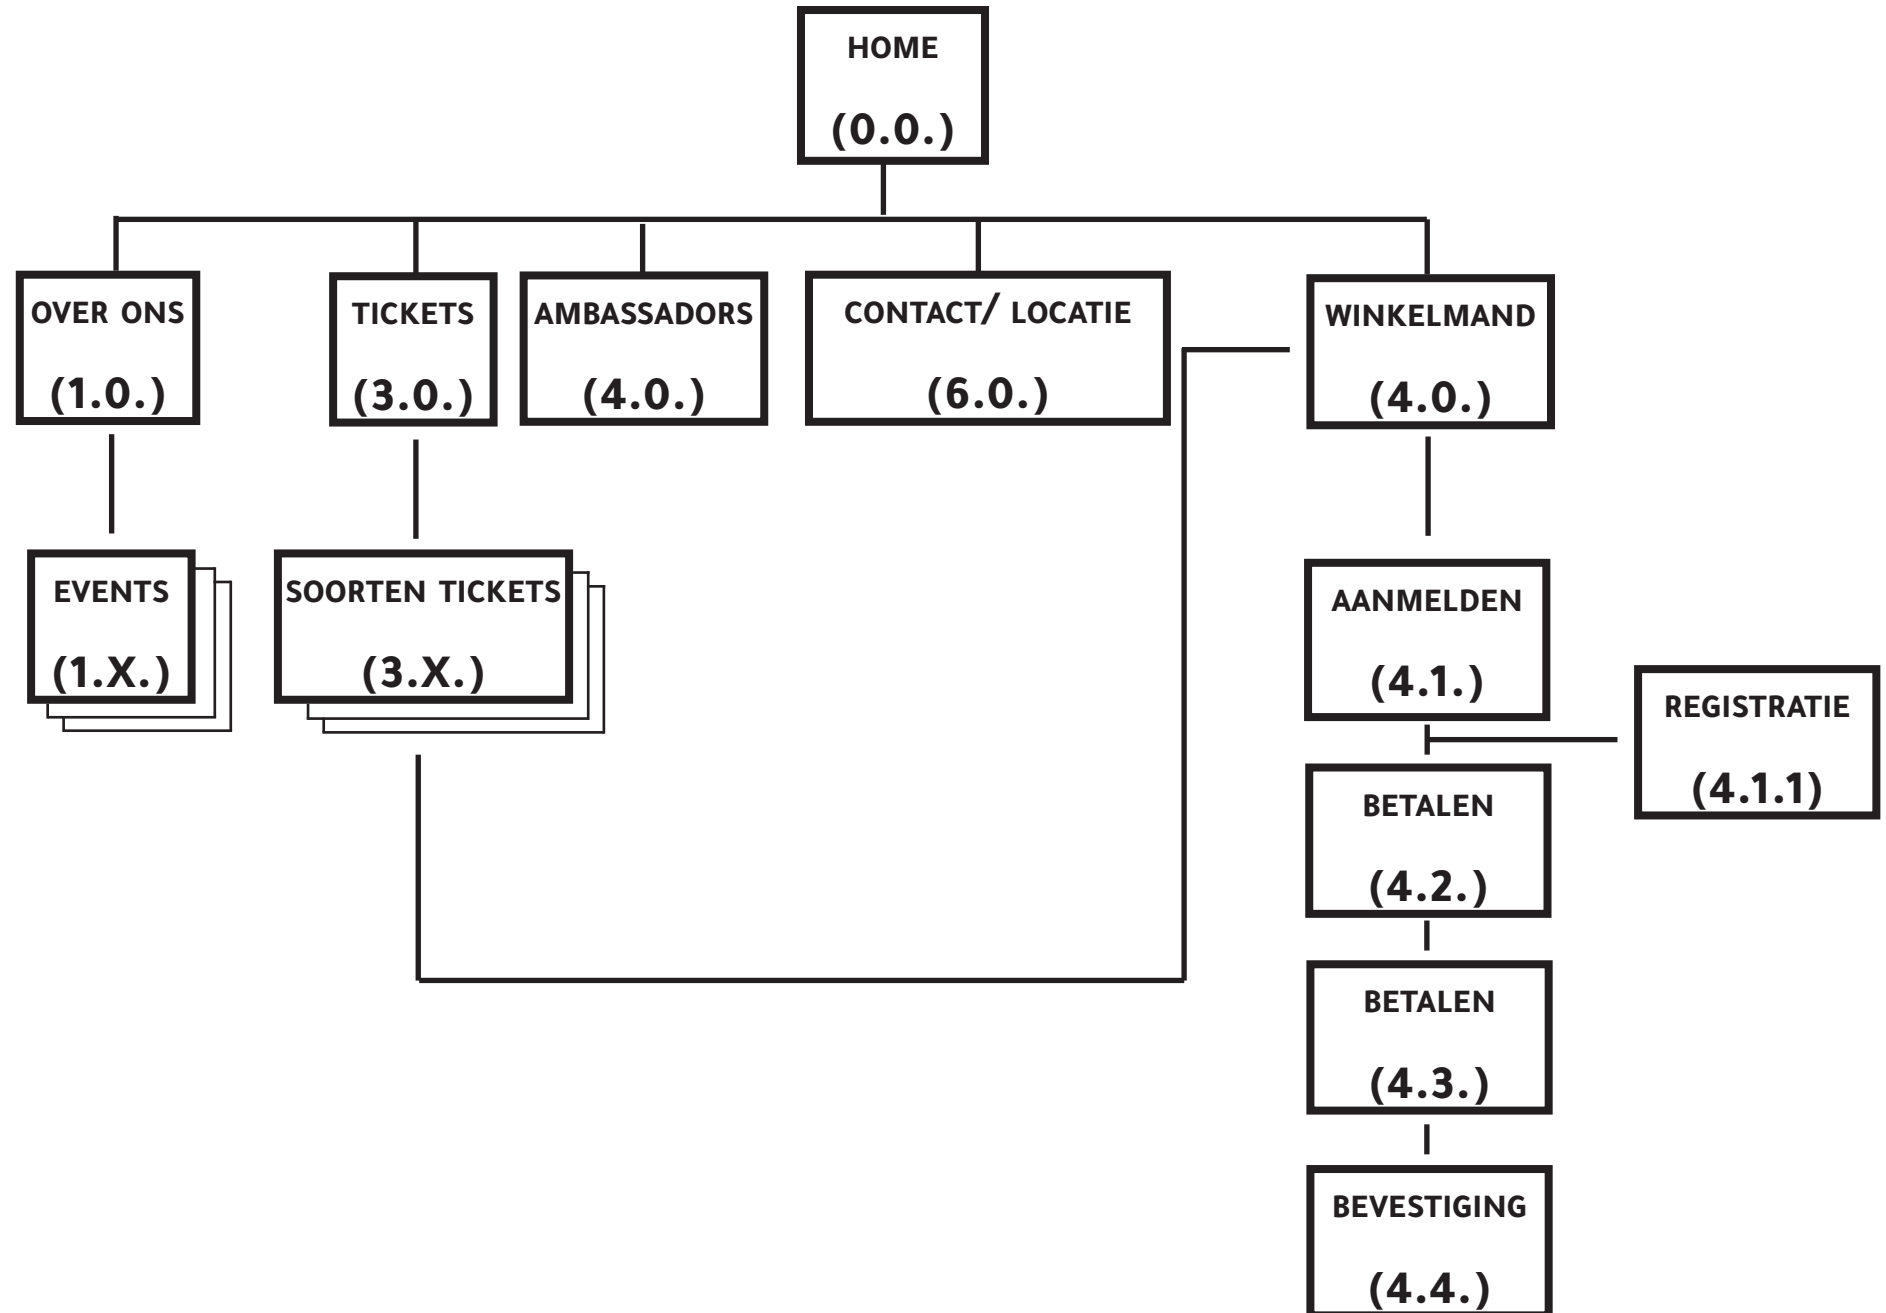 HOME
(0.0.)
OVER ONS
(1.0.)
TICKETS
(3.0.)
AMBASSADORS
(4.0.)
CONTACT/ LOCATIE
(6.0.)
WINKELMAND
(4.0.)
EVENTS
(1.X.)
SOORTEN TICKETS
(3.X.)
AANMELDEN
(4.1.)
REGISTRATIE
(4.1.1)
BETALEN
(4.2.)
BETALEN
(4.3.)
BEVESTIGING
(4.4.)